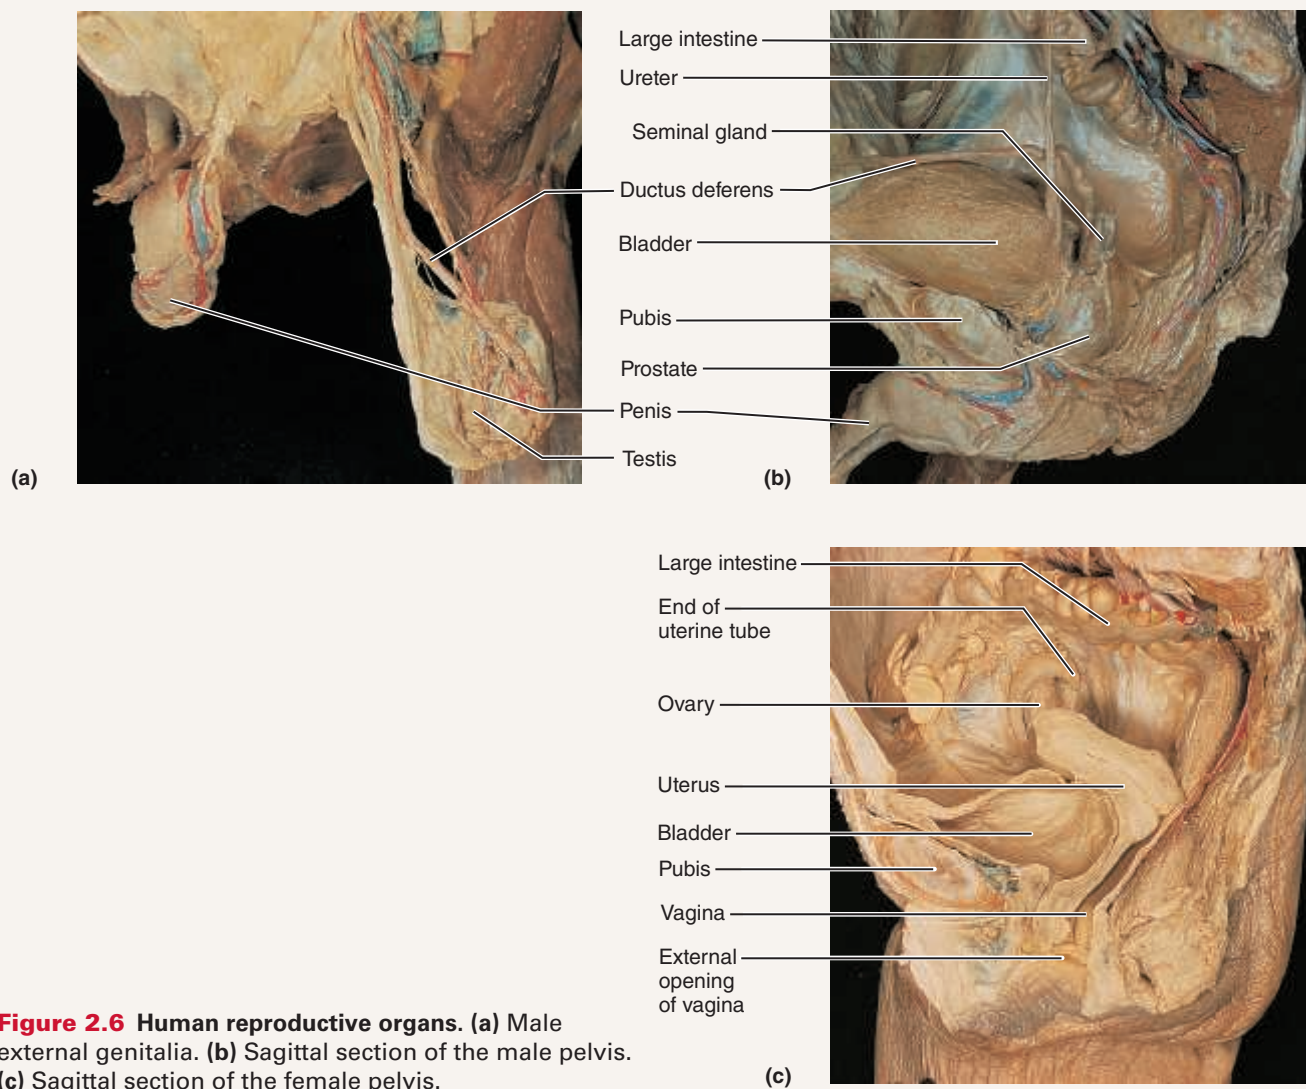 Large intestine
Ureter
Seminal gland
Ductus deferens
Bladder
Pubis
Prostate
Penis
Testis
(a)
(b)
Large intestine
End of
uterine tube
Ovary
Uterus
Bladder
Pubis
Vagina
External
opening
of vagina
Figure 2.6 Human reproductive organs. (a) Male
external genitalia. (b) Sagittal section of the male pelvis.
(c) Sagittal section of the female pelvis.
(c)